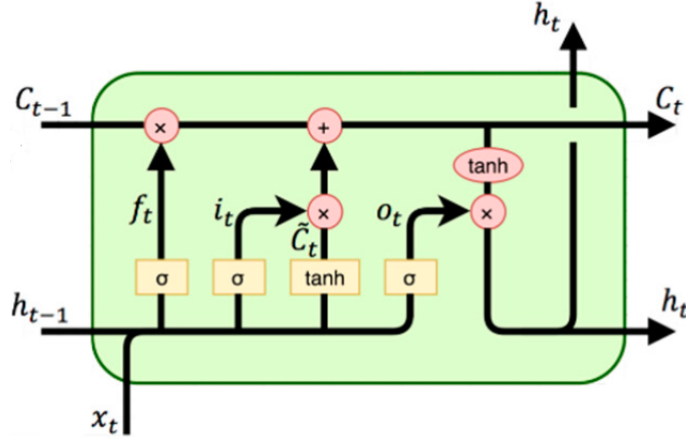 h_t
C_{t-1} × + C_t
tanh
f_t i_t × o_t ×
C̃_t
σ σ tanh σ
h_{t-1} h_t
x_t